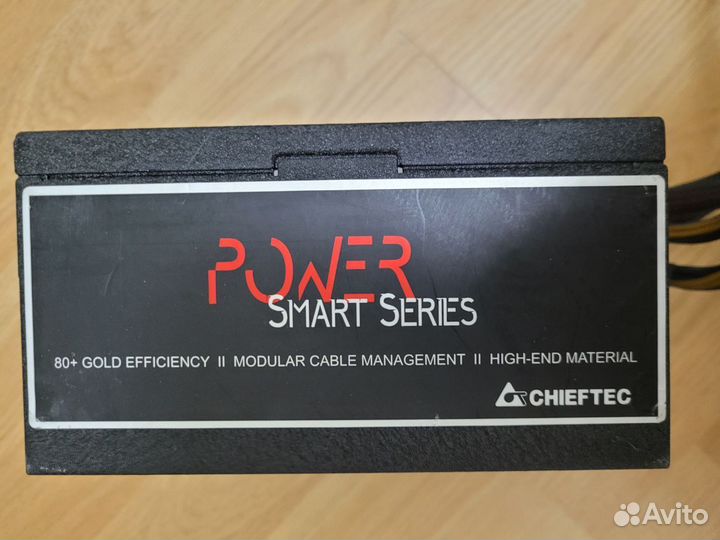 POWER
SMART SERIES
80+ GOLD EFFICIENCY II MODULAR CABLE MANAGEMENT II HIGH-END MATERIAL
CHIEFTEC
Avito